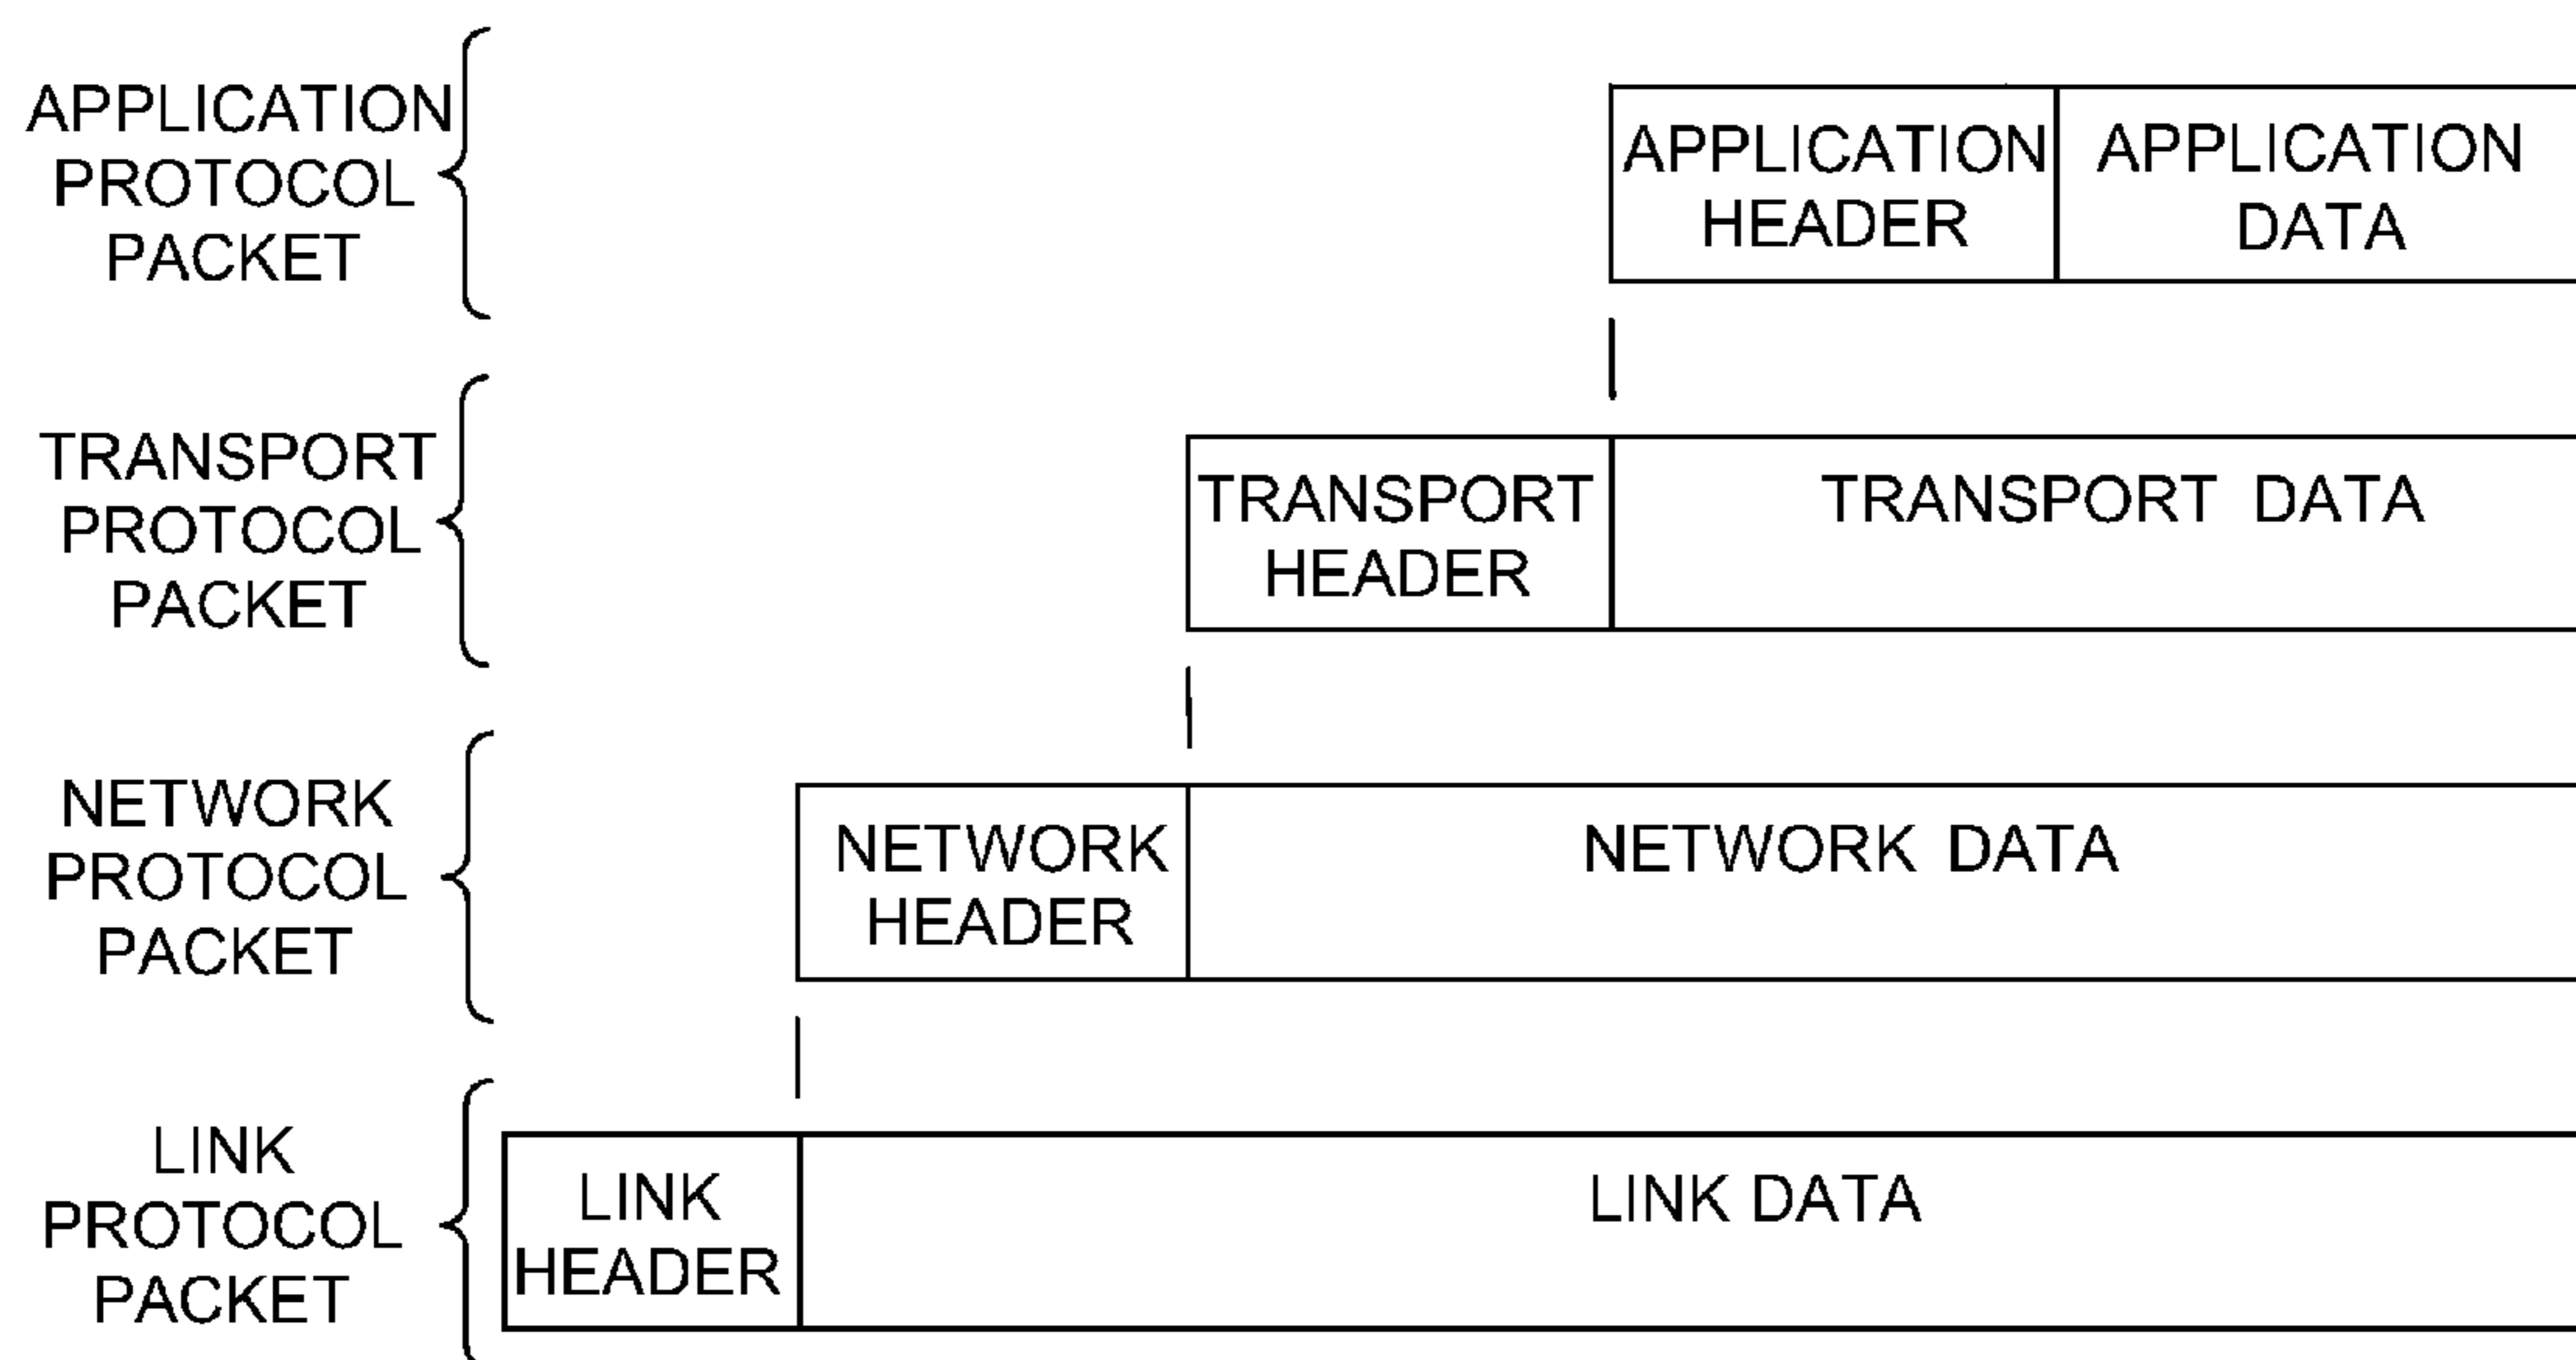 APPLICATION
PROTOCOL
PACKET
APPLICATION
HEADER
APPLICATION
DATA
TRANSPORT
PROTOCOL
PACKET
TRANSPORT
HEADER
TRANSPORT DATA
NETWORK
PROTOCOL
PACKET
NETWORK
HEADER
NETWORK DATA
LINK
PROTOCOL
PACKET
LINK
HEADER
LINK DATA